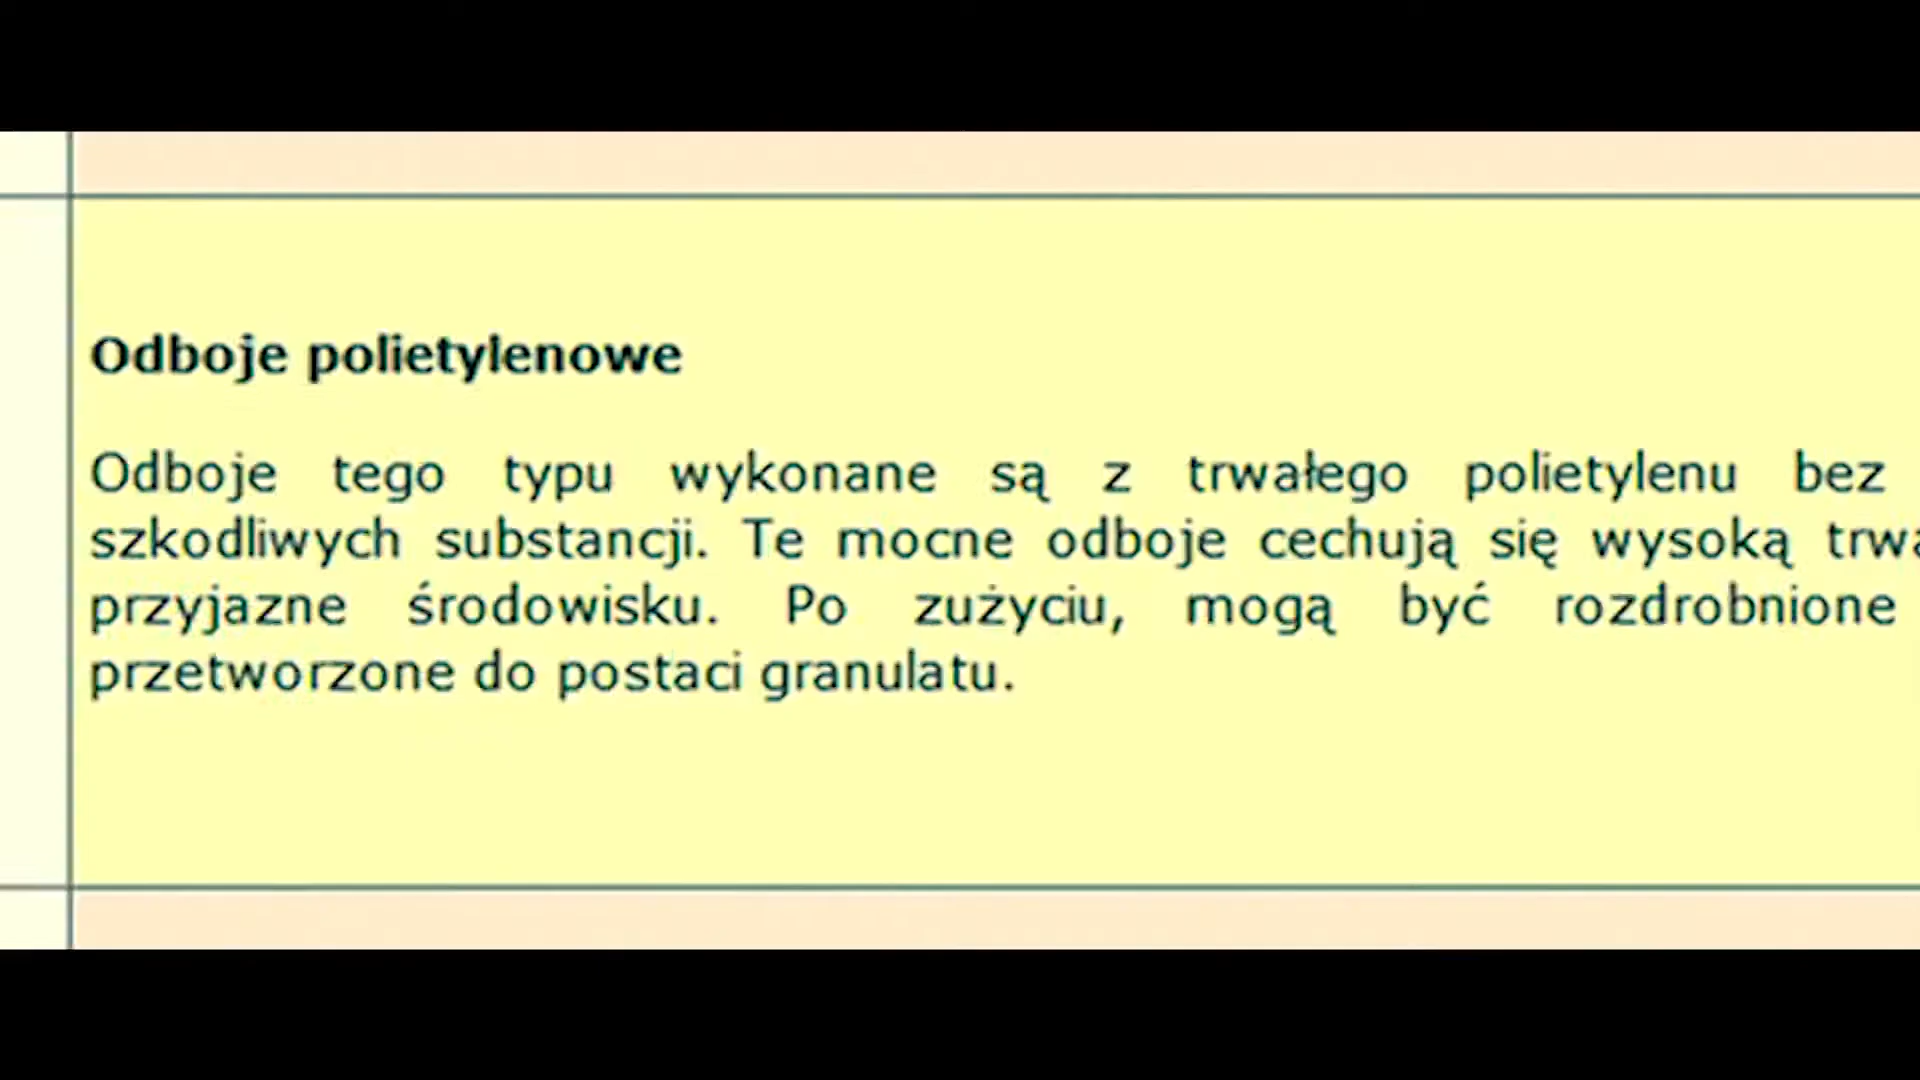 Odboje polietylenowe
Odboje tego typu wykonane są z trwałego polietylenu bez
szkodliwych substancji. Te mocne odboje cechują się wysoką
przyjazne środowisku. Po zużyciu, mogą być rozdrobnione
przetworzone do postaci granulatu.